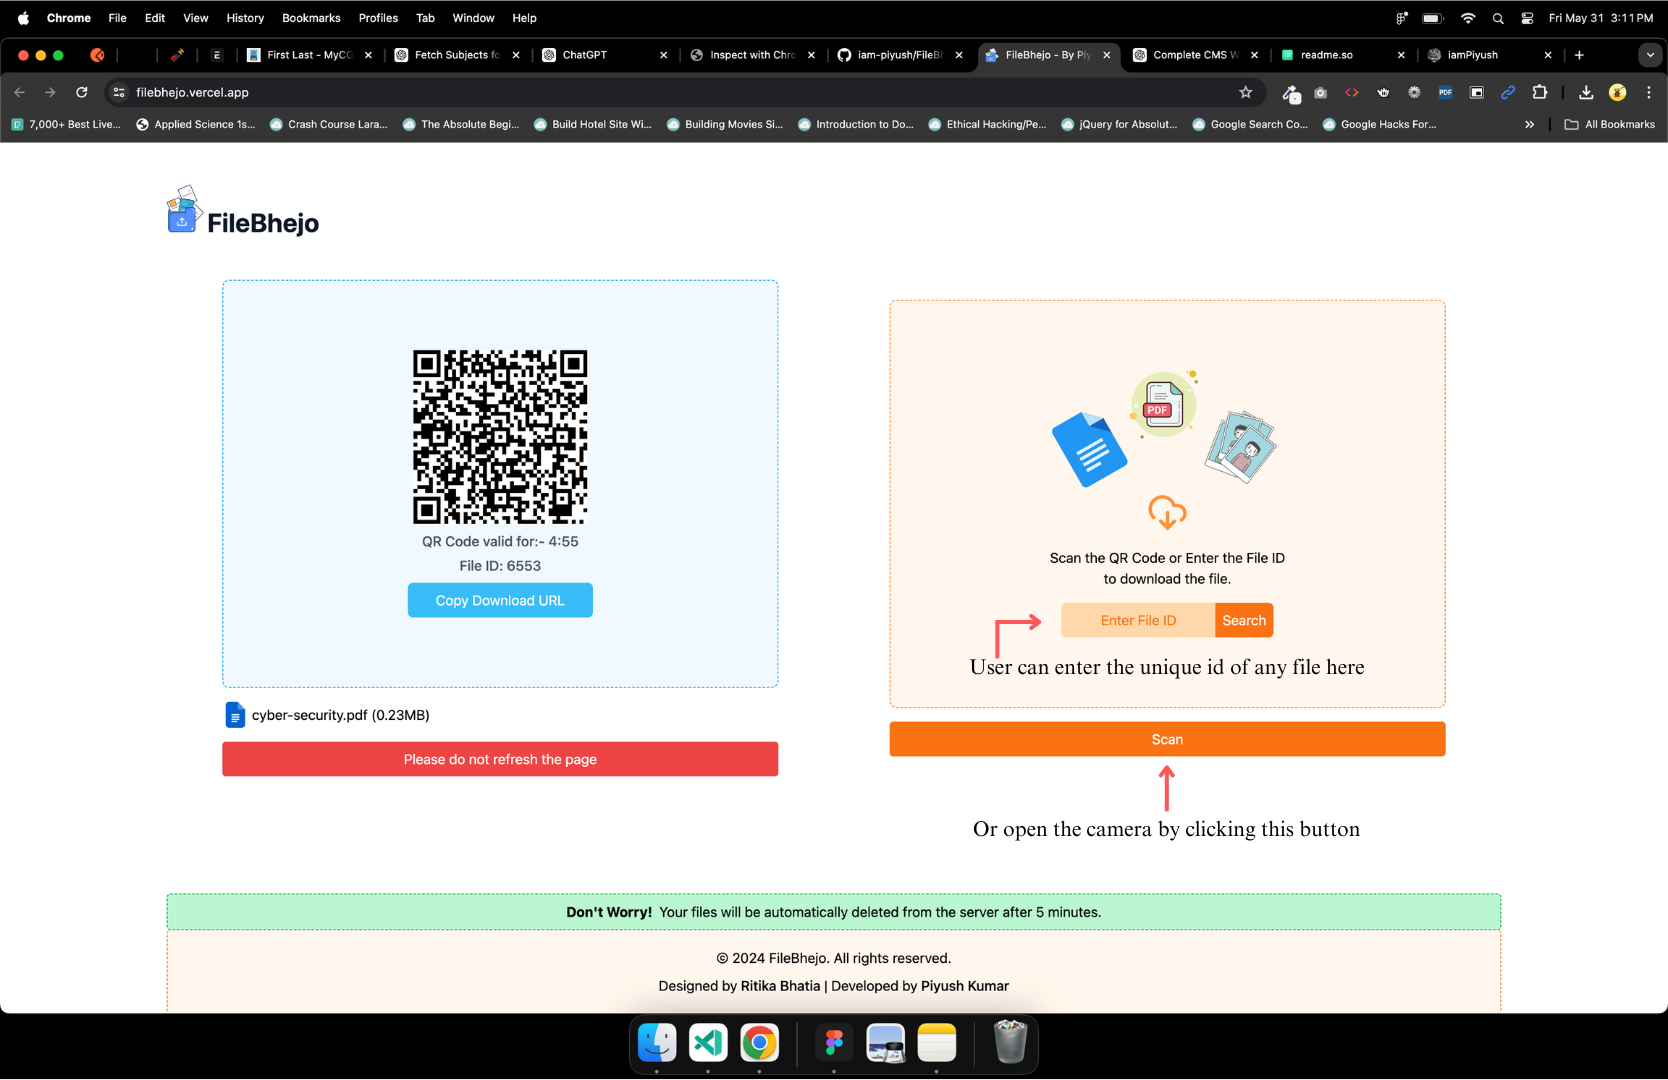 Chrome File Edit View History Bookmarks Profiles Tab Window Help Fri May 31 3:11 PM
First Last - MyCG Fetch Subjects fo ChatGPT Inspect with Chro iam-piyush/FileBh FileBhejo - By Piy Complete CMS W readme.so iamPiyush
filebhejo.vercel.app PDF
7,000+ Best Live... Applied Science 1s... Crash Course Lara... The Absolute Begi... Build Hotel Site Wi... Building Movies Si... Introduction to Do... Ethical Hacking/Pe... jQuery for Absolut... Google Search Co... Google Hacks For... All Bookmarks
FileBhejo
QR Code valid for:- 4:55
File ID: 6553
Copy Download URL
cyber-security.pdf (0.23MB)
Please do not refresh the page
PDF
Scan the QR Code or Enter the File ID
to download the file.
Enter File ID Search
User can enter the unique id of any file here
Scan
Or open the camera by clicking this button
Don't Worry! Your files will be automatically deleted from the server after 5 minutes.
© 2024 FileBhejo. All rights reserved.
Designed by Ritika Bhatia | Developed by Piyush Kumar